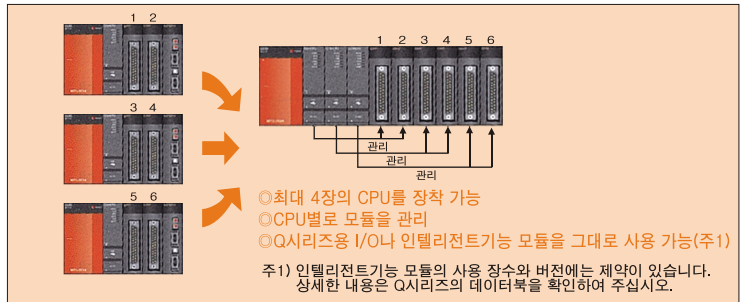 1 2
3 4
5 6
1 2 3 4 5 6
관리
관리
관리
◎최대 4장의 CPU를 장착 가능
◎CPU별로 모듈을 관리
◎Q시리즈용 I/O나 인텔리전트기능 모듈을 그대로 사용 가능(주1)
주1) 인텔리전트기능 모듈의 사용 장수와 버전에는 제약이 있습니다.
상세한 내용은 Q시리즈의 데이터북을 확인하여 주십시오.